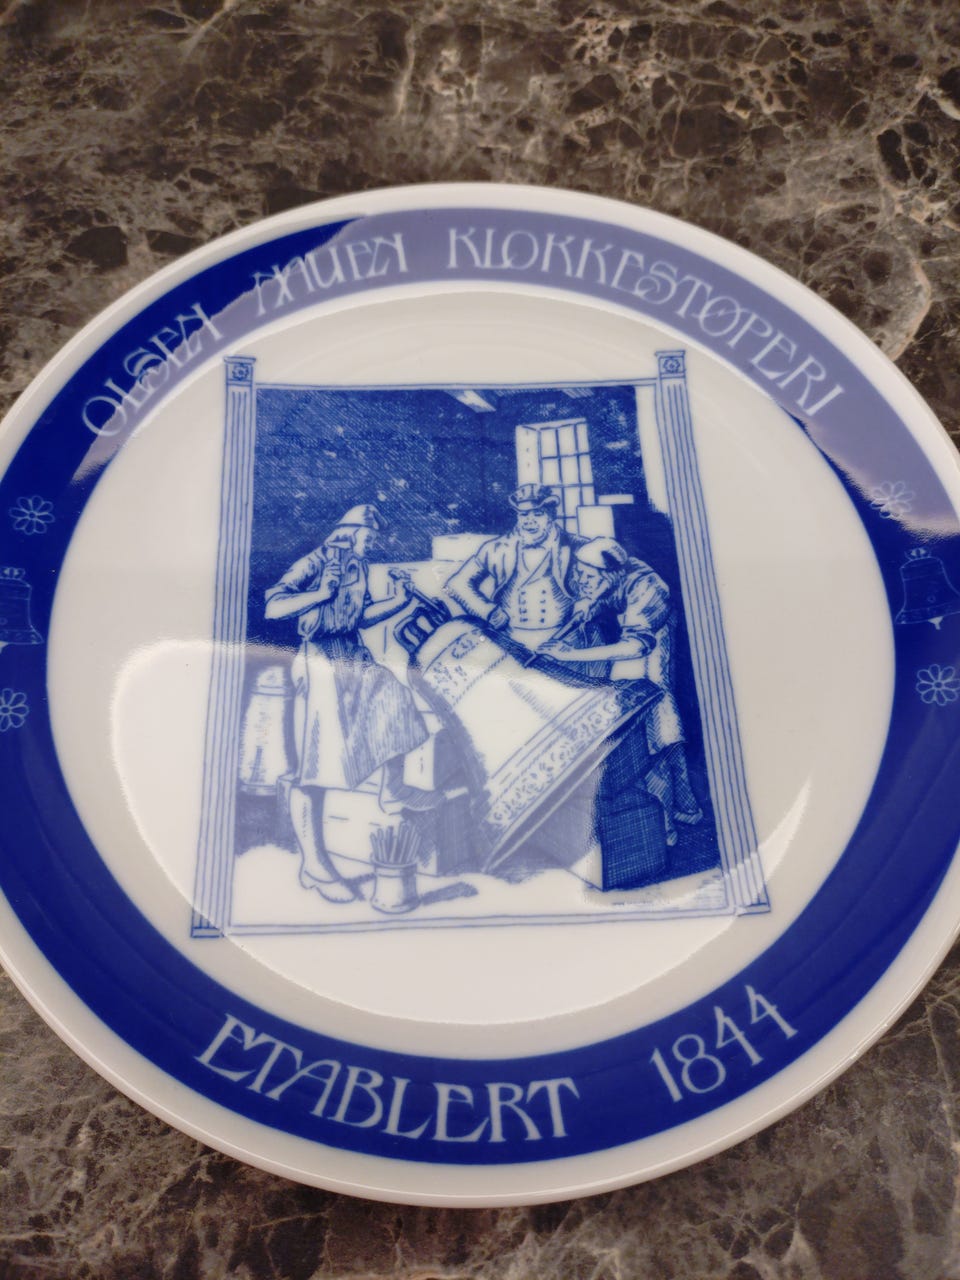 OLSEN NAUEN KLOKKESTØPERI
ETABLERT 1844